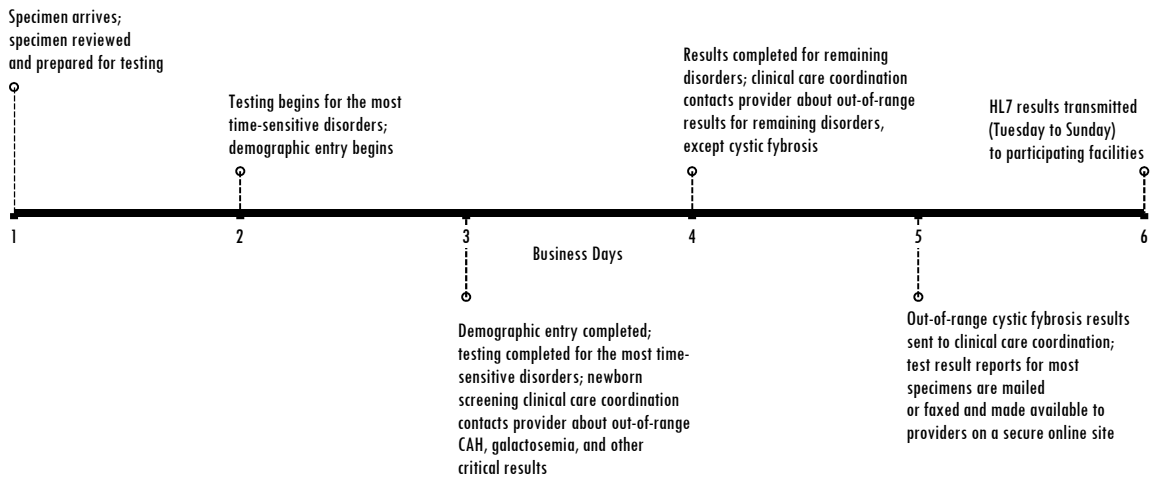 Specimen arrives;
specimen reviewed
and prepared for testing
Testing begins for the most
time-sensitive disorders;
demographic entry begins
Results completed for remaining
disorders; clinical care coordination
contacts provider about out-of-range
results for remaining disorders,
except cystic fybrosis
HL7 results transmitted
(Tuesday to Sunday)
to participating facilities
1
2
3
4
5
6
Business Days
Demographic entry completed;
testing completed for the most time-
sensitive disorders; newborn
screening clinical care coordination
contacts provider about out-of-range
CAH, galactosemia, and other
critical results
Out-of-range cystic fybrosis results
sent to clinical care coordination;
test result reports for most
specimens are mailed
or faxed and made available to
providers on a secure online site